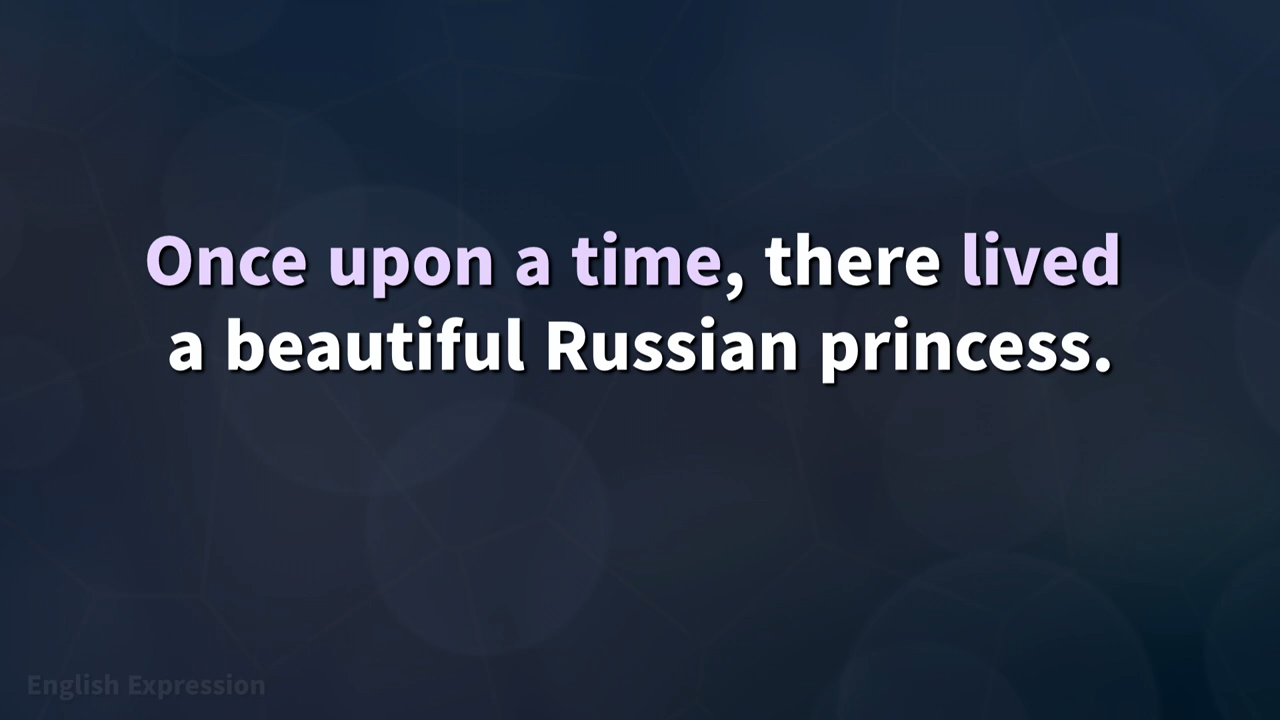 Once upon a time, there lived
a beautiful Russian princess.
English Expression